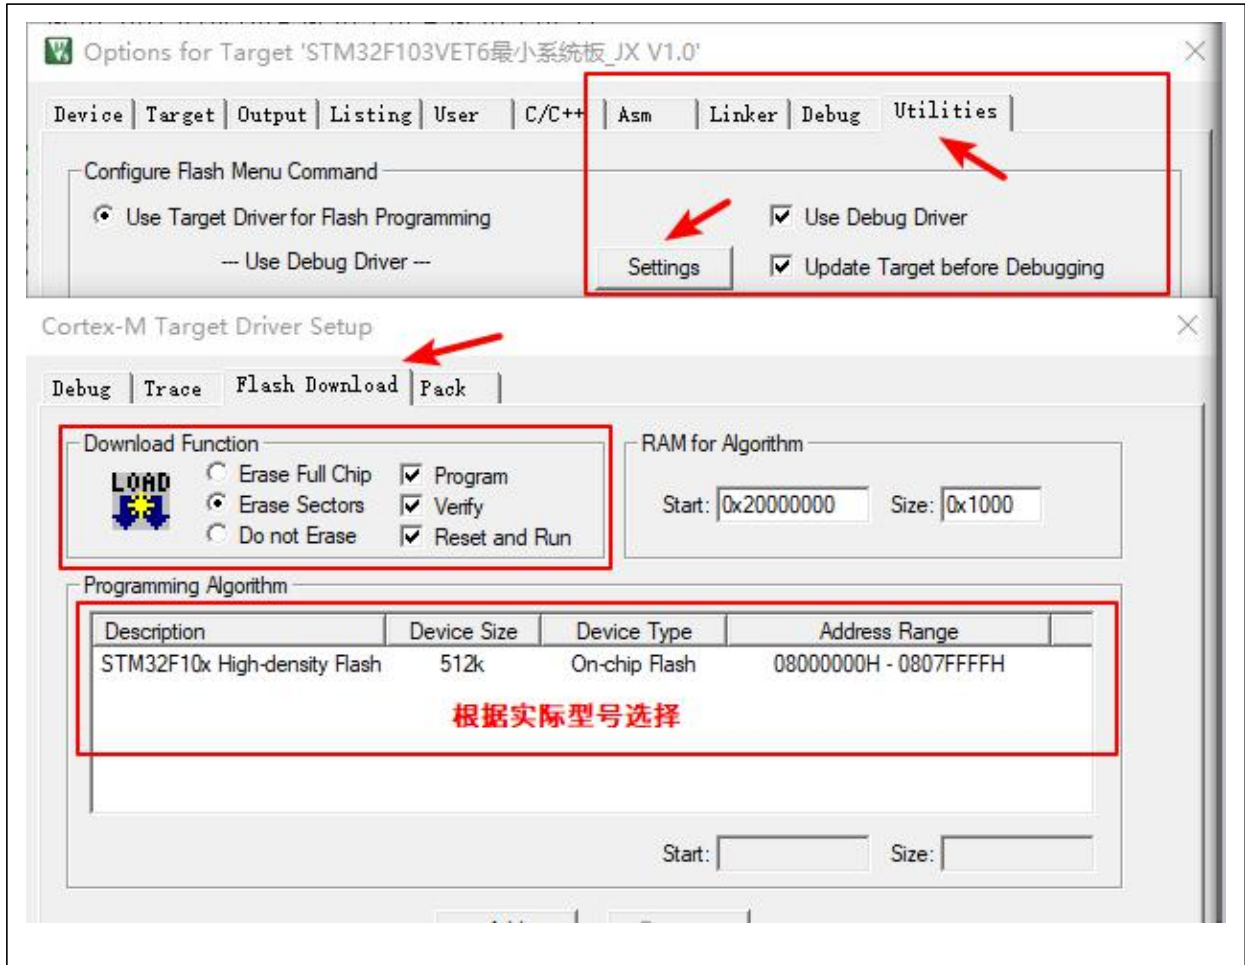 Options for Target 'STM32F103VET6最小系统板_JX V1.0'
Device Target Output Listing User C/C++ Asm Linker Debug Utilities
Configure Flash Menu Command
Use Target Driver for Flash Programming Use Debug Driver
--- Use Debug Driver --- Settings Update Target before Debugging
Cortex-M Target Driver Setup
Debug Trace Flash Download Pack
Download Function RAM for Algorithm
LOAD Erase Full Chip Program
Erase Sectors Verify Start: 0x20000000 Size: 0x1000
Do not Erase Reset and Run
Programming Algorithm
Description Device Size Device Type Address Range
STM32F10x High-density Flash 512k On-chip Flash 08000000H - 0807FFFFH
根据实际型号选择
Start: Size: